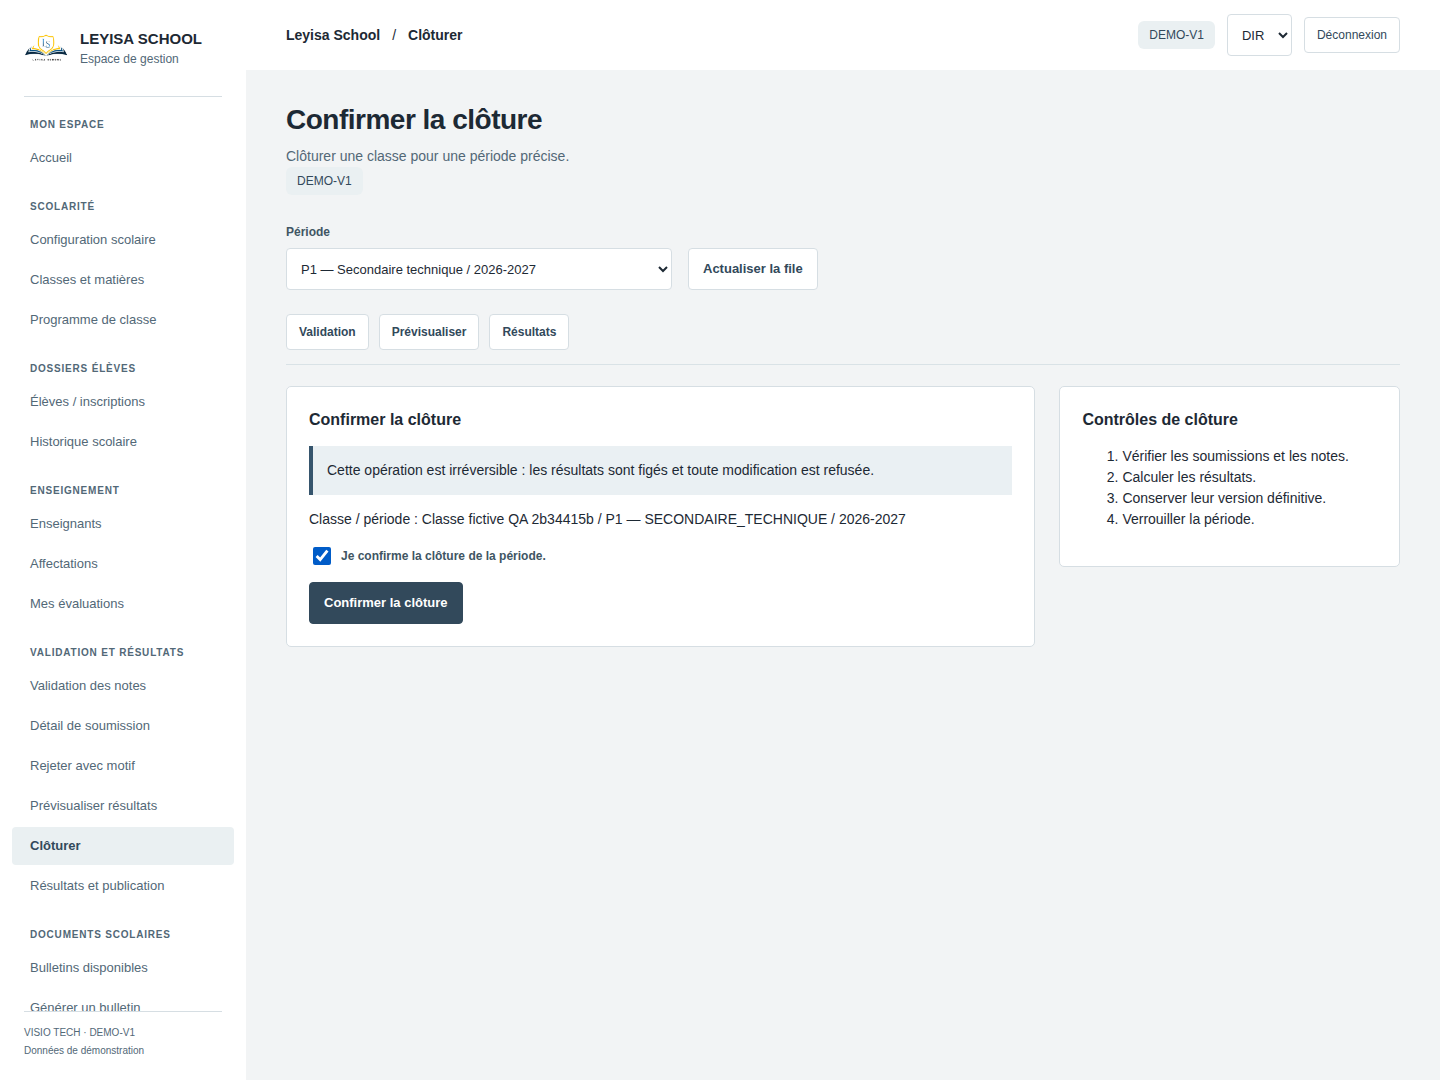 LEYISA SCHOOL
Espace de gestion
MON ESPACE
Accueil
SCOLARITÉ
Configuration scolaire
Classes et matières
Programme de classe
DOSSIERS ÉLÈVES
Élèves / inscriptions
Historique scolaire
ENSEIGNEMENT
Enseignants
Affectations
Mes évaluations
VALIDATION ET RÉSULTATS
Validation des notes
Détail de soumission
Rejeter avec motif
Prévisualiser résultats
Clôturer
Résultats et publication
DOCUMENTS SCOLAIRES
Bulletins disponibles
Générer un bulletin
VISIO TECH · DEMO-V1
Données de démonstration
Leyisa School / Clôturer
DEMO-V1
DIR
Déconnexion
Confirmer la clôture
Clôturer une classe pour une période précise.
DEMO-V1
Période
P1 — Secondaire technique / 2026-2027
Actualiser la file
Validation
Prévisualiser
Résultats
Confirmer la clôture
Cette opération est irréversible : les résultats sont figés et toute modification est refusée.
Classe / période : Classe fictive QA 2b34415b / P1 — SECONDAIRE_TECHNIQUE / 2026-2027
Je confirme la clôture de la période.
Confirmer la clôture
Contrôles de clôture
1. Vérifier les soumissions et les notes.
2. Calculer les résultats.
3. Conserver leur version définitive.
4. Verrouiller la période.